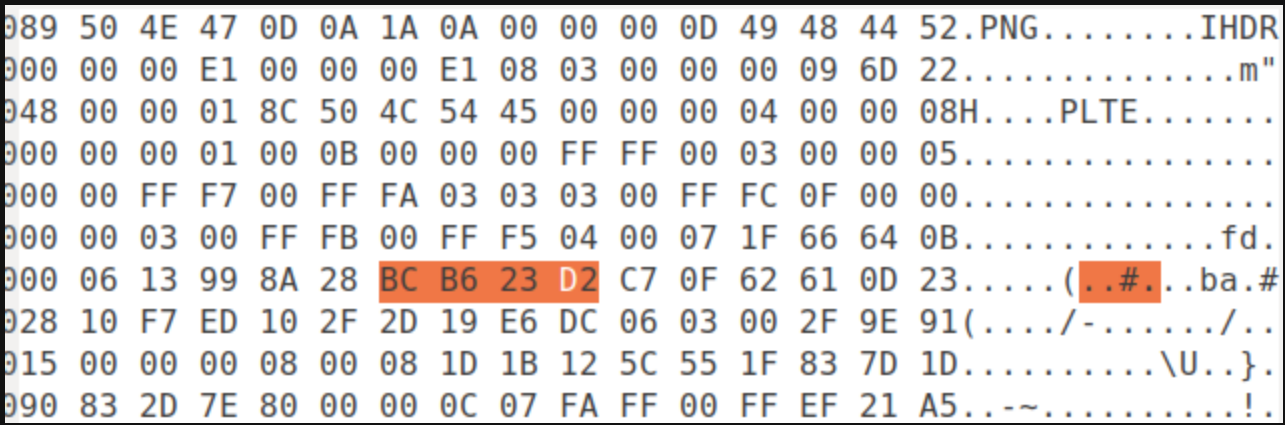 089 50 4E 47 0D 0A 1A 0A 00 00 00 0D 49 48 44 52.PNG........IHDR
000 00 00 E1 00 00 00 E1 08 03 00 00 00 09 6D 22..............m"
048 00 00 01 8C 50 4C 54 45 00 00 00 04 00 00 08H....PLTE.......
000 00 00 01 00 0B 00 00 00 FF FF 00 03 00 00 05................
000 00 FF F7 00 FF FA 03 03 03 00 FF FC 0F 00 00................
000 00 03 00 FF FB 00 FF F5 04 00 07 1F 66 64 0B.............fd.
000 06 13 99 8A 28 BC B6 23 D2 C7 0F 62 61 0D 23.....(..#...ba.#
028 10 F7 ED 10 2F 2D 19 E6 DC 06 03 00 2F 9E 91(..../-....../..
015 00 00 00 08 00 08 1D 1B 12 5C 55 1F 83 7D 1D..........\U..}.
090 83 2D 7E 80 00 00 0C 07 FA FF 00 FF EF 21 A5..-~..........!.